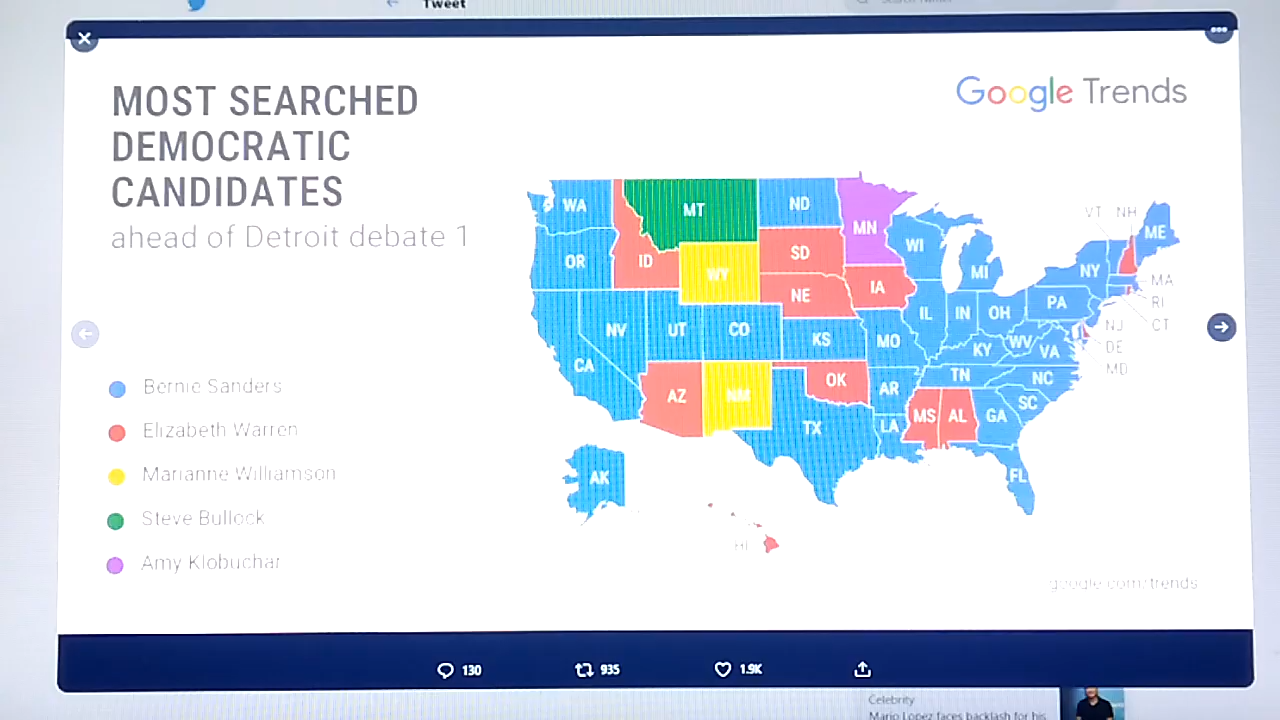 Tweet
MOST SEARCHED
DEMOCRATIC
CANDIDATES
ahead of Detroit debate 1
Google Trends
WA
MT
ND
MN
VT NH
ME
OR
ID
WY
SD
WI
MI
NY
MA
RI
CT
NE
IA
PA
NV
UT
CO
KS
MO
IL
IN
OH
NJ
DE
MD
CA
KY
WV
VA
AZ
NM
OK
AR
TN
NC
SC
TX
LA
MS
AL
GA
FL
AK
HI
Bernie Sanders
Elizabeth Warren
Marianne Williamson
Steve Bullock
Amy Klobuchar
google.com/trends
130
935
1.9K
Celebrity
Mario Lopez faces backlash for his